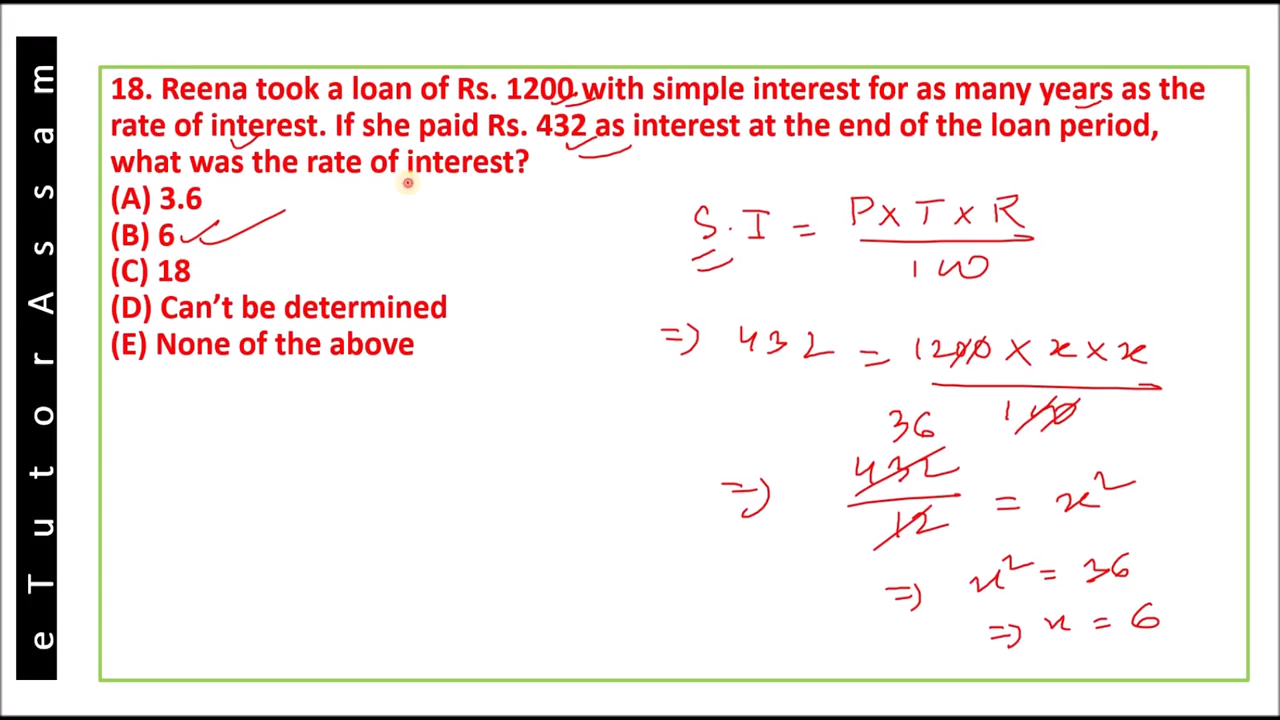 e Tutor Assam
18. Reena took a loan of Rs. 1200 with simple interest for as many years as the
rate of interest. If she paid Rs. 432 as interest at the end of the loan period,
what was the rate of interest?
(A) 3.6
(B) 6
(C) 18
(D) Can’t be determined
(E) None of the above
S.I = P x T x R
100
=> 432 = 1200 x x x x
100
36
=> 432
12
= x²
=> x² = 36
=> x = 6